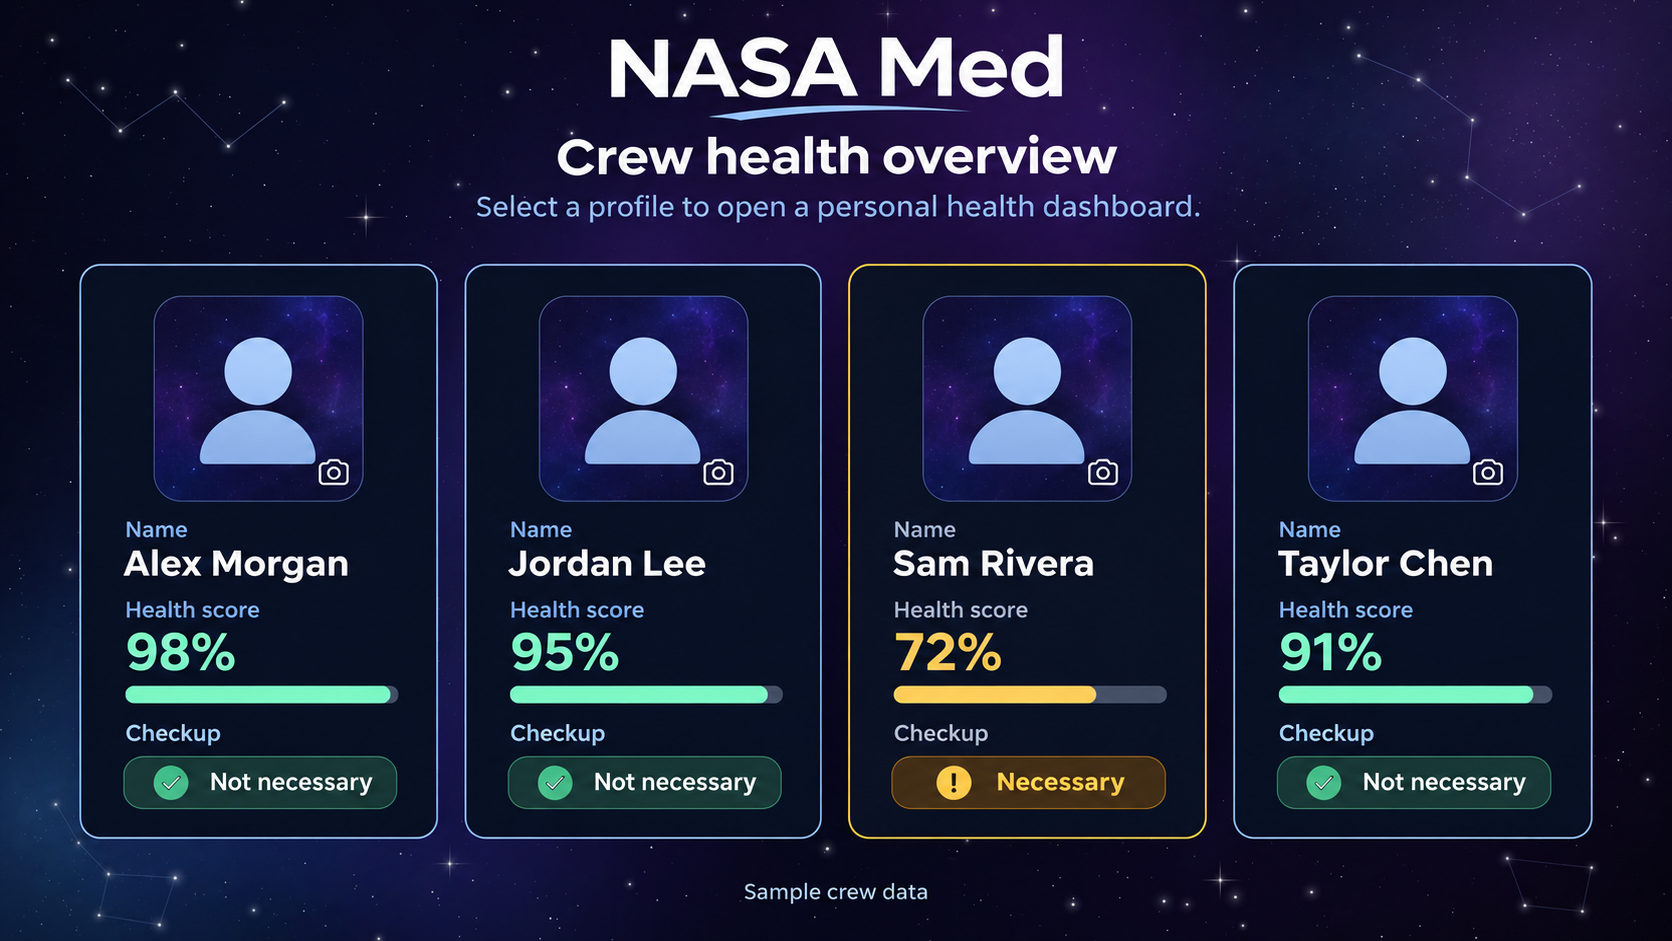 NASA Med
Crew health overview
Select a profile to open a personal health dashboard.
Name
Alex Morgan
Health score
98%
Checkup
Not necessary
Name
Jordan Lee
Health score
95%
Checkup
Not necessary
Name
Sam Rivera
Health score
72%
Checkup
! Necessary
Name
Taylor Chen
Health score
91%
Checkup
Not necessary
Sample crew data